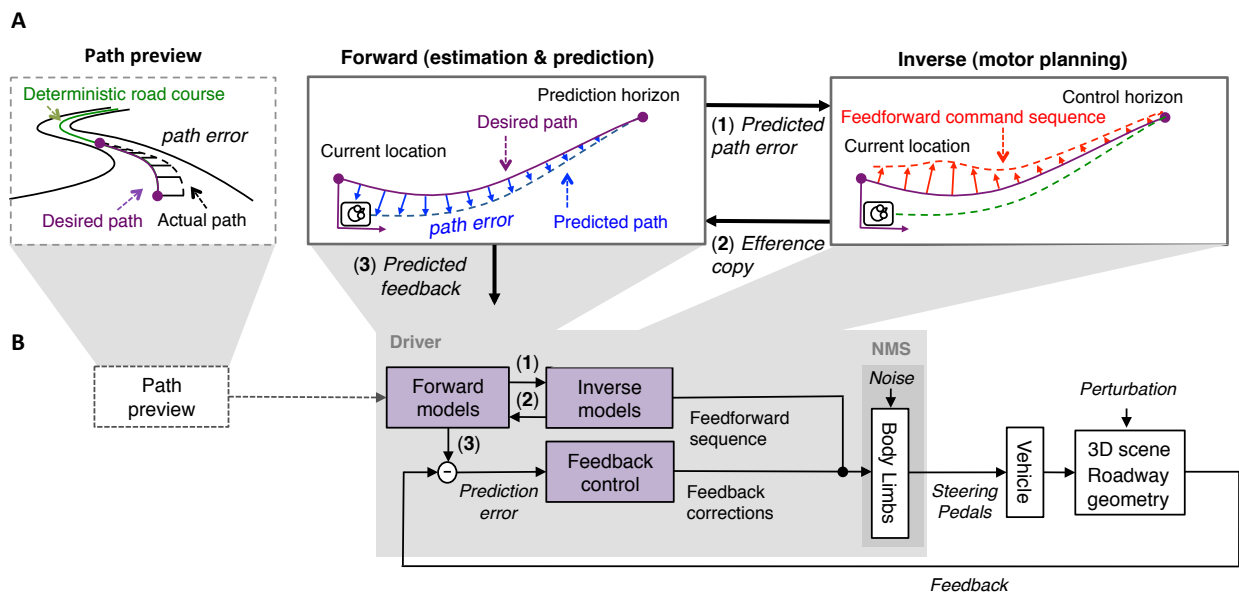 A
Path preview
Deterministic road course
path error
Desired path
Actual path
Forward (estimation & prediction)
Prediction horizon
Desired path
Current location
path error
Predicted path
(1) Predicted
path error
(2) Efference
copy
(3) Predicted
feedback
Inverse (motor planning)
Control horizon
Feedforward command sequence
Current location
B
Path
preview
Driver
Forward
models
(1)
(2)
(3)
Inverse
models
Feedforward
sequence
-
Prediction
error
Feedback
control
Feedback
corrections
NMS
Noise
Body Limbs
Steering
Pedals
Vehicle
Perturbation
3D scene
Roadway
geometry
Feedback